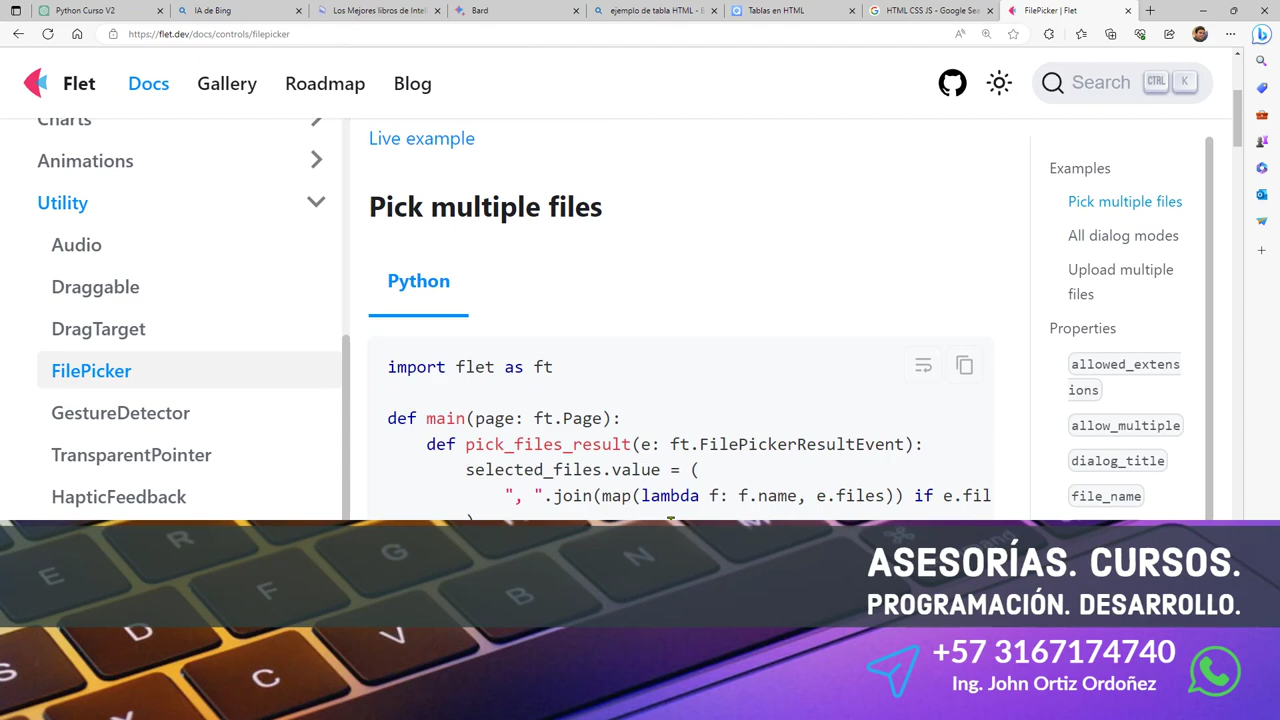 Python Curso V2
IA de Bing
Los Mejores libros de Inteli
Bard
ejemplo de tabla HTML - B
Tablas en HTML
HTML CSS JS - Google Sea
FilePicker | Flet
https://flet.dev/docs/controls/filepicker
Flet
Docs
Gallery
Roadmap
Blog
Search
CTRL
K
Charts
Animations
Utility
Audio
Draggable
DragTarget
FilePicker
GestureDetector
TransparentPointer
HapticFeedback
Live example
Pick multiple files
Python
import flet as ft
def main(page: ft.Page):
def pick_files_result(e: ft.FilePickerResultEvent):
selected_files.value = (
", ".join(map(lambda f: f.name, e.files)) if e.fil
)
Examples
Pick multiple files
All dialog modes
Upload multiple
files
Properties
allowed_extens
ions
allow_multiple
dialog_title
file_name
ASESORÍAS. CURSOS.
PROGRAMACIÓN. DESARROLLO.
+57 3167174740
Ing. John Ortiz Ordoñez